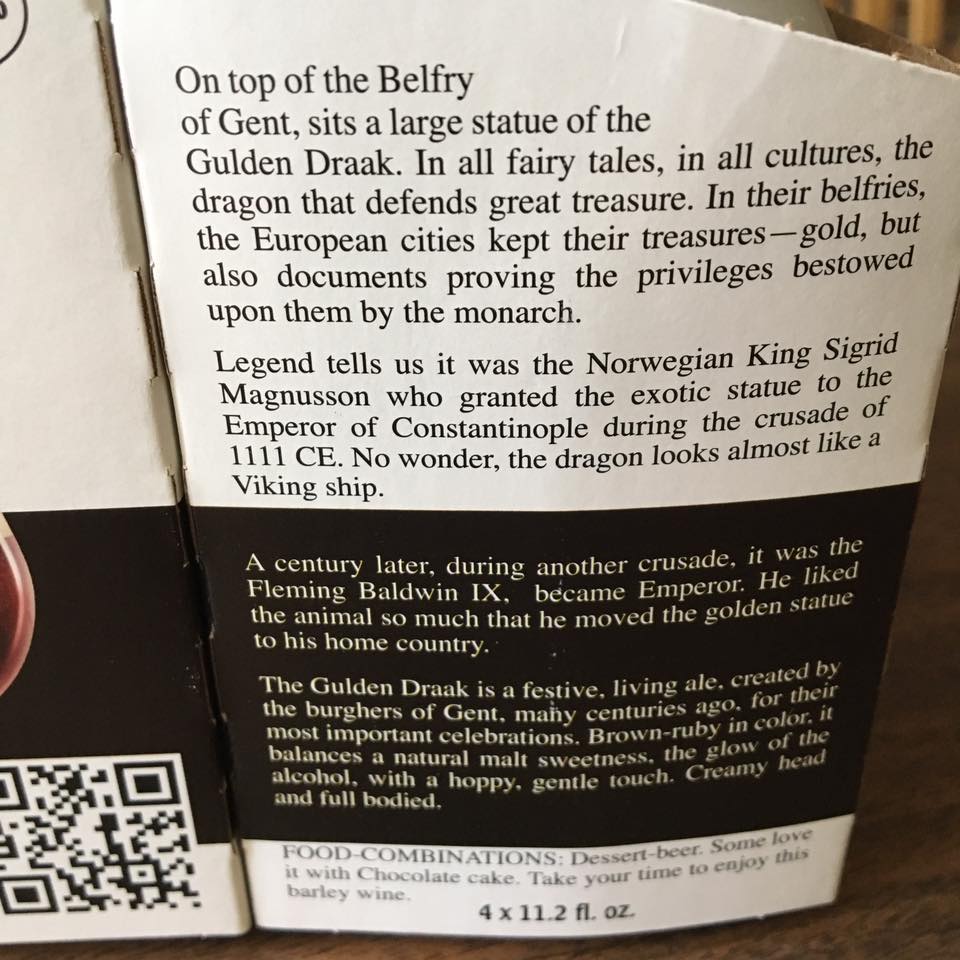 On top of the Belfry
of Gent, sits a large statue of the
Gulden Draak. In all fairy tales, in all cultures, the
dragon that defends great treasure. In their belfries,
the European cities kept their treasures—gold, but
also documents proving the privileges bestowed
upon them by the monarch.
Legend tells us it was the Norwegian King Sigrid
Magnusson who granted the exotic statue to the
Emperor of Constantinople during the crusade of
1111 CE. No wonder, the dragon looks almost like a
Viking ship.
A century later, during another crusade, it was the
Fleming Baldwin IX, became Emperor. He liked
the animal so much that he moved the golden statue
to his home country.
The Gulden Draak is a festive, living ale, created by
the burghers of Gent, many centuries ago, for their
most important celebrations. Brown-ruby in color, it
balances a natural malt sweetness, the glow of the
alcohol, with a hoppy, gentle touch. Creamy head
and full bodied.
FOOD-COMBINATIONS: Dessert-beer. Some love
it with Chocolate cake. Take your time to enjoy this
barley wine.
4 x 11.2 fl. oz.